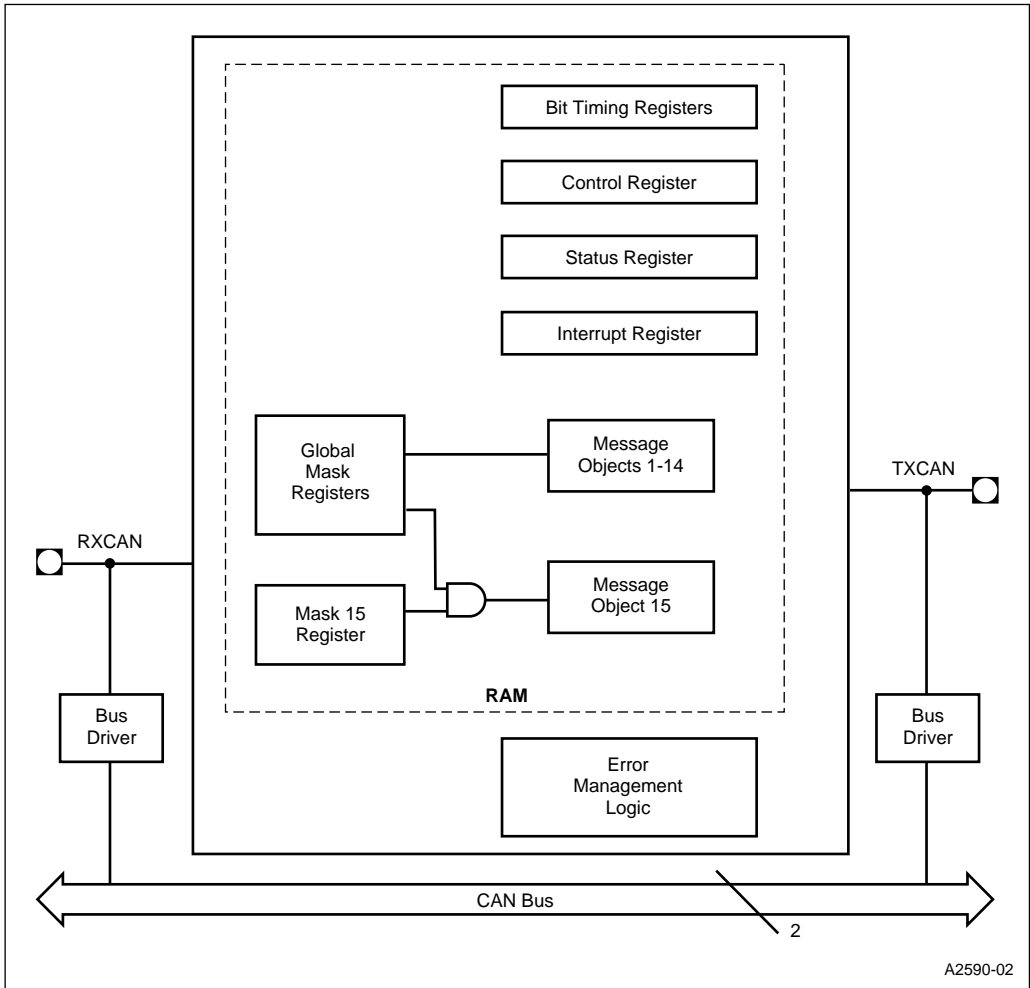 Bit Timing Registers
Control Register
Status Register
Interrupt Register
Global
Mask
Registers
Message
Objects 1-14
TXCAN
RXCAN
Mask 15
Register
Message
Object 15
RAM
Bus
Driver
Bus
Driver
Error
Management
Logic
CAN Bus
2
A2590-02